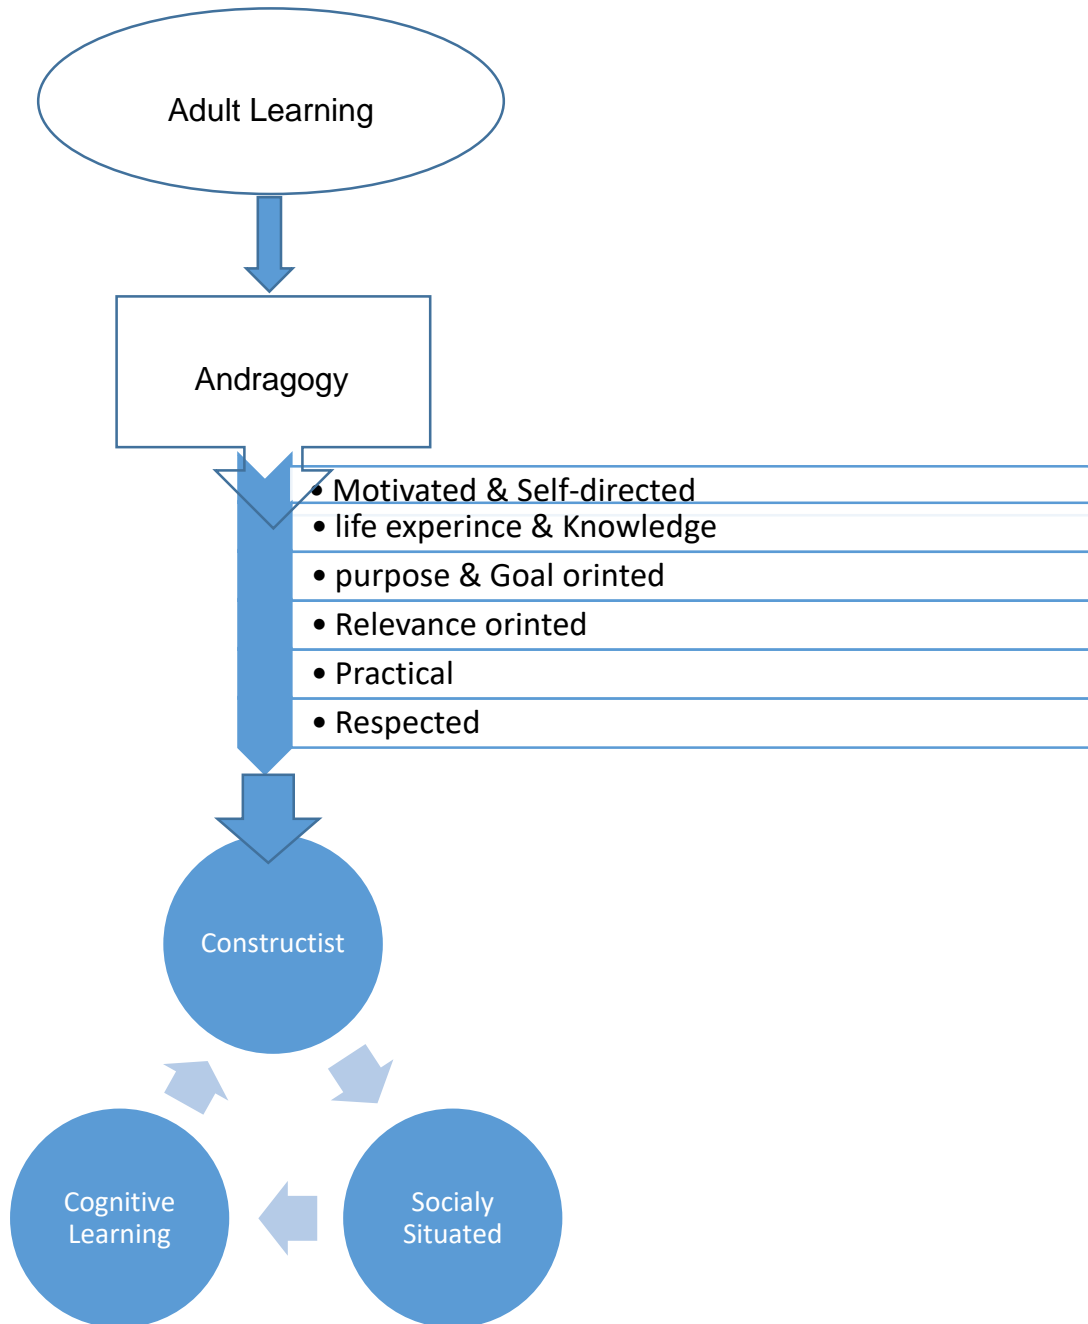 Adult Learning
Andragogy
• Motivated & Self-directed
• life experince & Knowledge
• purpose & Goal orinted
• Relevance orinted
• Practical
• Respected
Constructist
Cognitive
Learning
Socialy
Situated